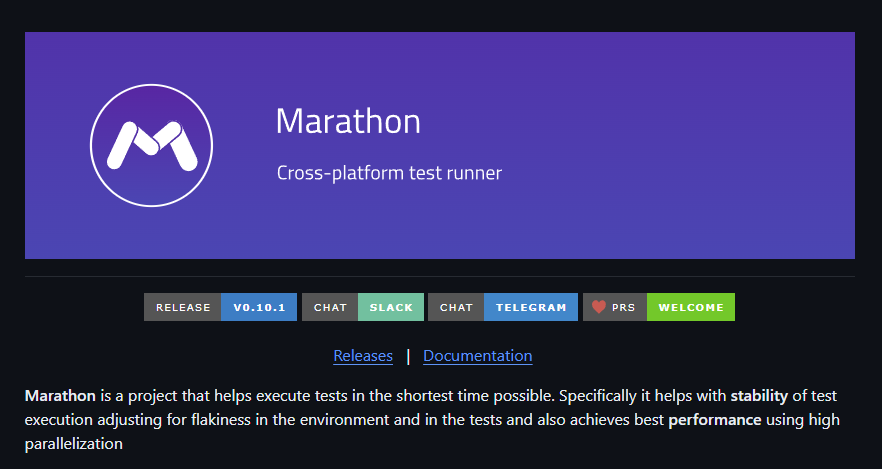 Marathon
Cross-platform test runner
RELEASE V0.10.1 CHAT SLACK CHAT TELEGRAM PRS WELCOME
Releases | Documentation
Marathon is a project that helps execute tests in the shortest time possible. Specifically it helps with stability of test
execution adjusting for flakiness in the environment and in the tests and also achieves best performance using high
parallelization